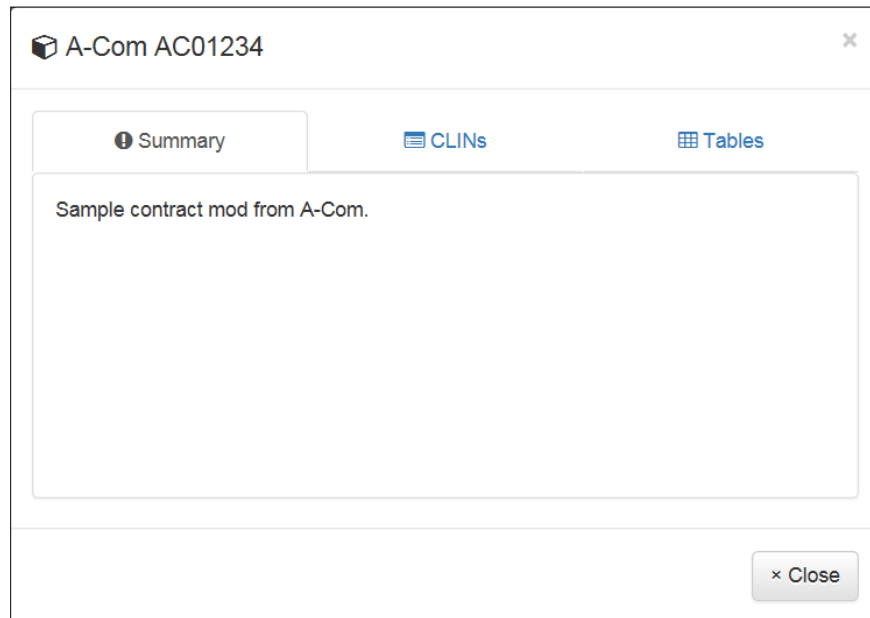 A-Com AC01234
×
Summary
CLINs
Tables
Sample contract mod from A-Com.
× Close